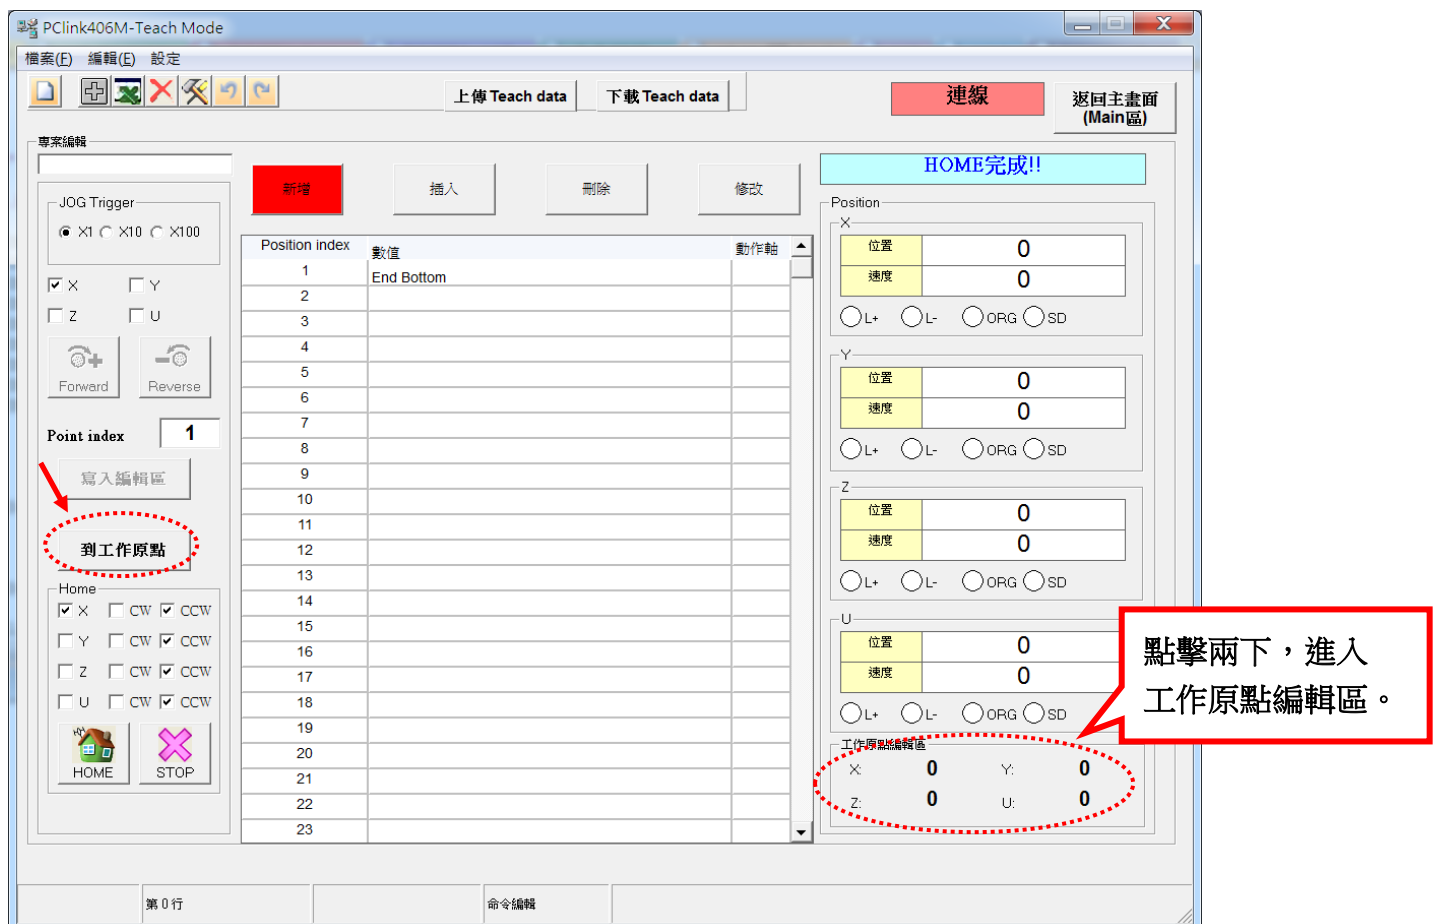 PClink406M-Teach Mode
檔案(F) 編輯(E) 設定
上傳 Teach data
下載 Teach data
連線
返回主畫面
(Main區)
專案編輯
JOG Trigger
X1 X10 X100
X Y
Z U
Forward Reverse
Point index 1
寫入編輯區
到工作原點
Home
X CW CCW
Y CW CCW
Z CW CCW
U CW CCW
HOME STOP
新增 插入 刪除 修改
Position index 數值 動作軸
1 End Bottom
2
3
4
5
6
7
8
9
10
11
12
13
14
15
16
17
18
19
20
21
22
23
HOME完成!!
Position
X
位置 0
速度 0
L+ L- ORG SD
Y
位置 0
速度 0
L+ L- ORG SD
Z
位置 0
速度 0
L+ L- ORG SD
U
位置 0
速度 0
L+ L- ORG SD
工作原點編輯區
X: 0 Y: 0
Z: 0 U: 0
點擊兩下，進入
工作原點編輯區。
第 0 行
命令編輯